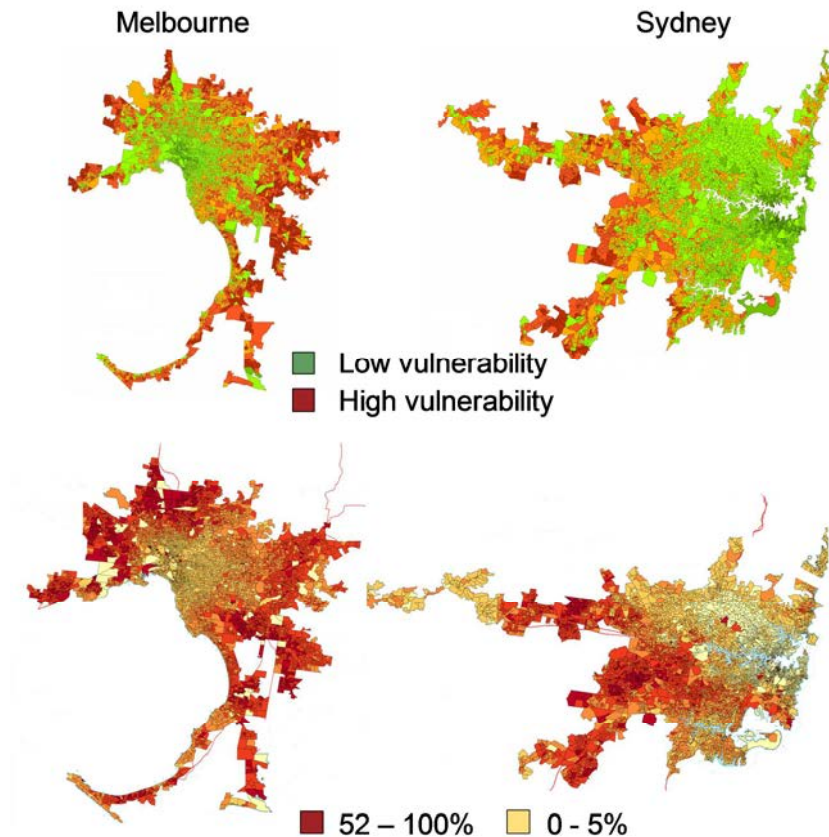 Melbourne
Sydney
Low vulnerability
High vulnerability
52 – 100%
0 - 5%